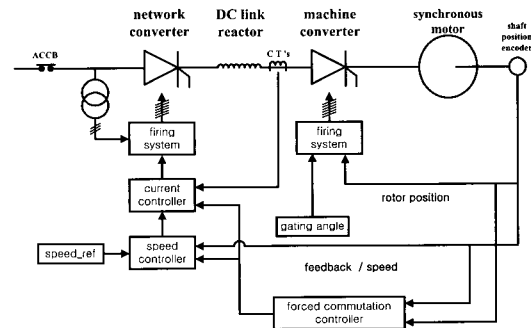 network
converter
DC link
reactor
machine
converter
synchronous
motor
shaft
position
encoder
ACCB
C T's
firing
system
firing
system
current
controller
gating angle
rotor position
speed_ref
speed
controller
feedback / speed
forced commutation
controller